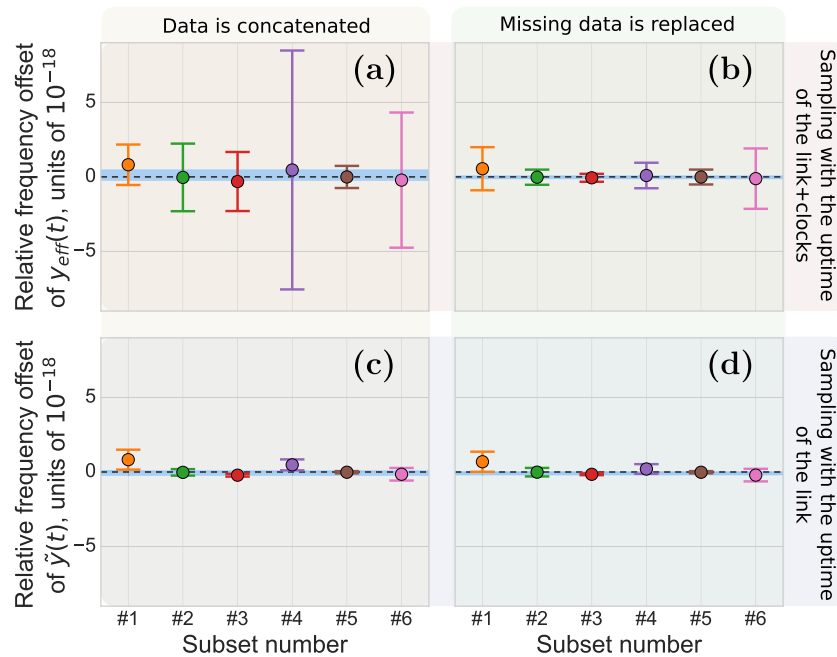 Data is concatenated
Missing data is replaced
Relative frequency offset
of y_eff(t), units of 10⁻¹⁸
5
0
−5
(a)
(b)
Sampling with the uptime
of the link+clocks
Relative frequency offset
of ỹ(t), units of 10⁻¹⁸
5
0
−5
(c)
(d)
Sampling with the uptime
of the link
#1 #2 #3 #4 #5 #6
#1 #2 #3 #4 #5 #6
Subset number
Subset number